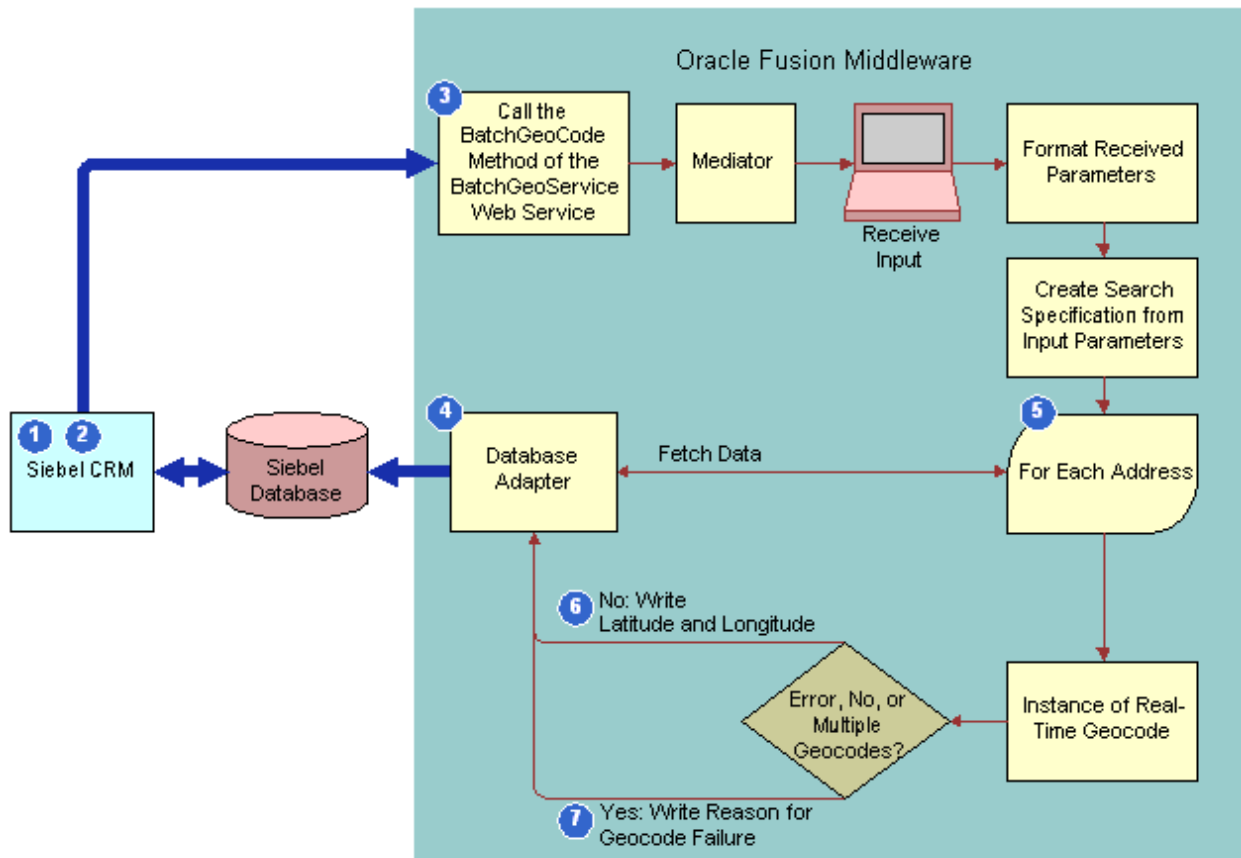 Oracle Fusion Middleware
3
Call the
BatchGeoCode
Method of the
BatchGeoService
Web Service
Mediator
Receive
Input
Format Received
Parameters
Create Search
Specification from
Input Parameters
1
2
Siebel CRM
Siebel
Database
4
Database
Adapter
Fetch Data
5
For Each Address
6
No: Write
Latitude and Longitude
Error, No, or
Multiple
Geocodes?
Instance of Real-
Time Geocode
7
Yes: Write Reason for
Geocode Failure